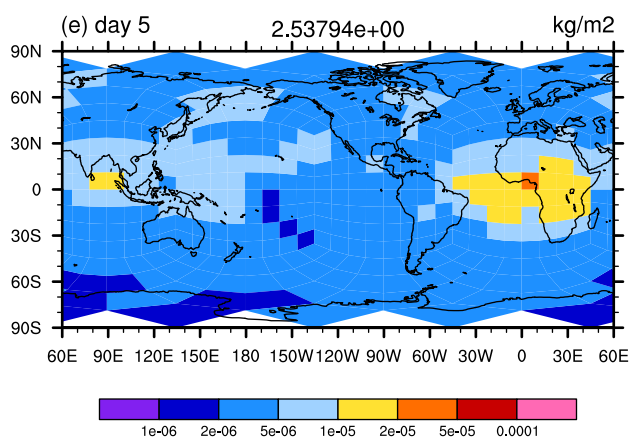 (e) day 5 2.53794e+00 kg/m2
90N
60N
30N
0
30S
60S
90S
60E 90E 120E 150E 180 150W 120W 90W 60W 30W 0 30E 60E
1e-06 2e-06 5e-06 1e-05 2e-05 5e-05 0.0001